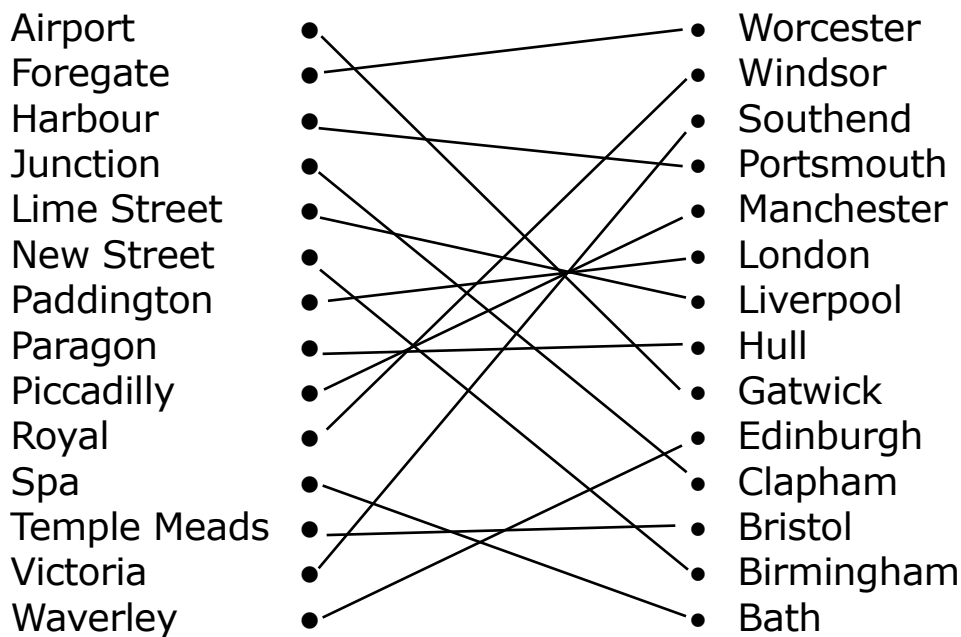 Airport Worcester
Foregate Windsor
Harbour Southend
Junction Portsmouth
Lime Street Manchester
New Street London
Paddington Liverpool
Paragon Hull
Piccadilly Gatwick
Royal Edinburgh
Spa Clapham
Temple Meads Bristol
Victoria Birmingham
Waverley Bath